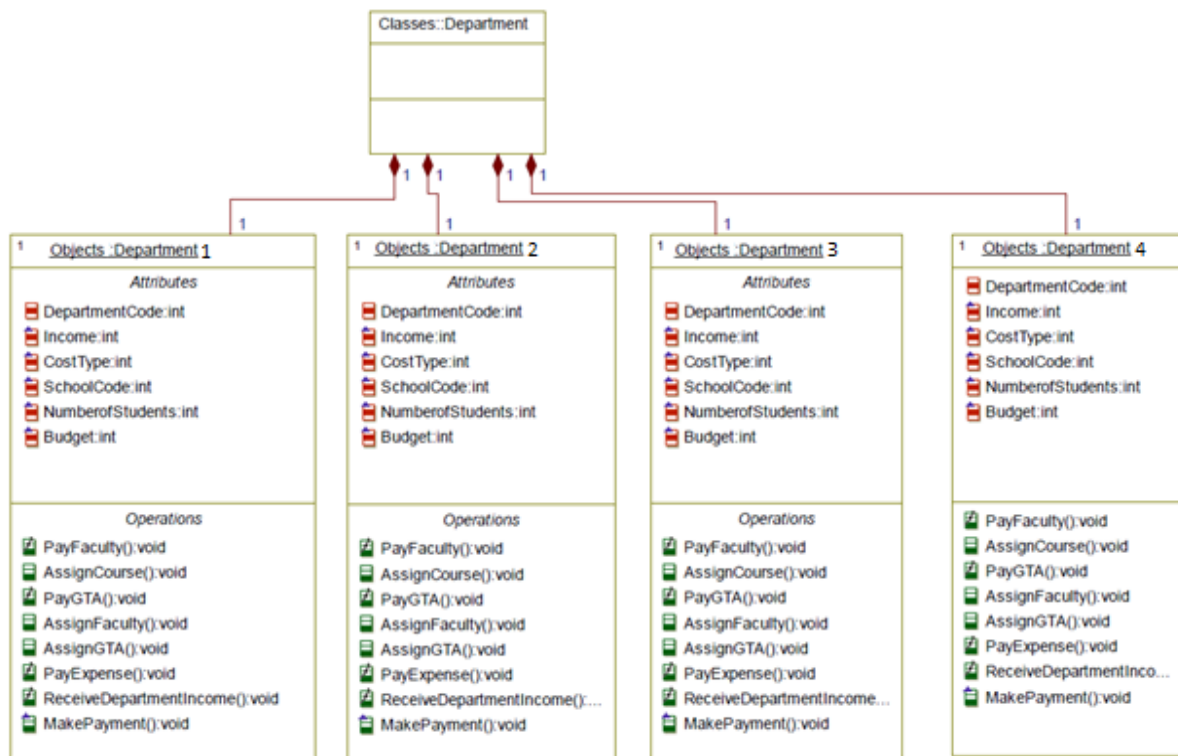 Classes::Department
1
1
1
1
1
1
1
1
1 Objects :Department 1
Attributes
DepartmentCode:int
Income:int
CostType:int
SchoolCode:int
NumberofStudents:int
Budget:int
Operations
PayFaculty():void
AssignCourse():void
PayGTA():void
AssignFaculty():void
AssignGTA():void
PayExpense():void
ReceiveDepartmentIncome():void
MakePayment():void
1 Objects :Department 2
Attributes
DepartmentCode:int
Income:int
CostType:int
SchoolCode:int
NumberofStudents:int
Budget:int
Operations
PayFaculty():void
AssignCourse():void
PayGTA():void
AssignFaculty():void
AssignGTA():void
PayExpense():void
ReceiveDepartmentIncome():...
MakePayment():void
1 Objects :Department 3
Attributes
DepartmentCode:int
Income:int
CostType:int
SchoolCode:int
NumberofStudents:int
Budget:int
Operations
PayFaculty():void
AssignCourse():void
PayGTA():void
AssignFaculty():void
AssignGTA():void
PayExpense():void
ReceiveDepartmentIncome...
MakePayment():void
1 Objects :Department 4
DepartmentCode:int
Income:int
CostType:int
SchoolCode:int
NumberofStudents:int
Budget:int
PayFaculty():void
AssignCourse():void
PayGTA():void
AssignFaculty():void
AssignGTA():void
PayExpense():void
ReceiveDepartmentInco...
MakePayment():void